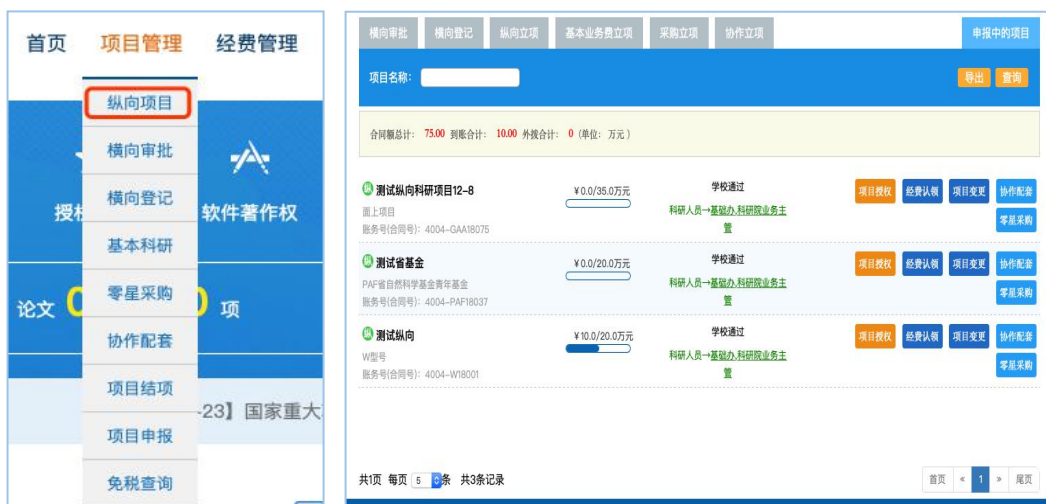 首页 项目管理 经费管理
纵向项目
横向审批
横向登记
授权
软件著作权
基本科研
零星采购
论文 0
0 项
协作配套
项目结项
-23】国家重大
项目申报
免税查询
横向审批 横向登记 纵向立项 基本业务费立项 采购立项 协作立项 申报中的项目
项目名称: 导出 查询
合同额总计: 75.00 到账合计: 10.00 外拨合计: 0 (单位: 万元)
纵 测试纵向科研项目12-8 ¥0.0/35.0万元 学校通过 项目授权 经费认领 项目变更 协作配套
面上项目 科研人员→基础办.科研院业务主
管 零星采购
账务号(合同号): 4004-GAA18075
纵 测试省基金 ¥0.0/20.0万元 学校通过 项目授权 经费认领 项目变更 协作配套
PAF省自然科学基金青年基金 科研人员→基础办.科研院业务主
管 零星采购
账务号(合同号): 4004-PAF18037
纵 测试纵向 ¥10.0/20.0万元 学校通过 项目授权 经费认领 项目变更 协作配套
W型号 科研人员→基础办.科研院业务主
管 零星采购
账务号(合同号): 4004-W18001
共1页 每页 5 条 共3条记录 首页 « 1 » 尾页